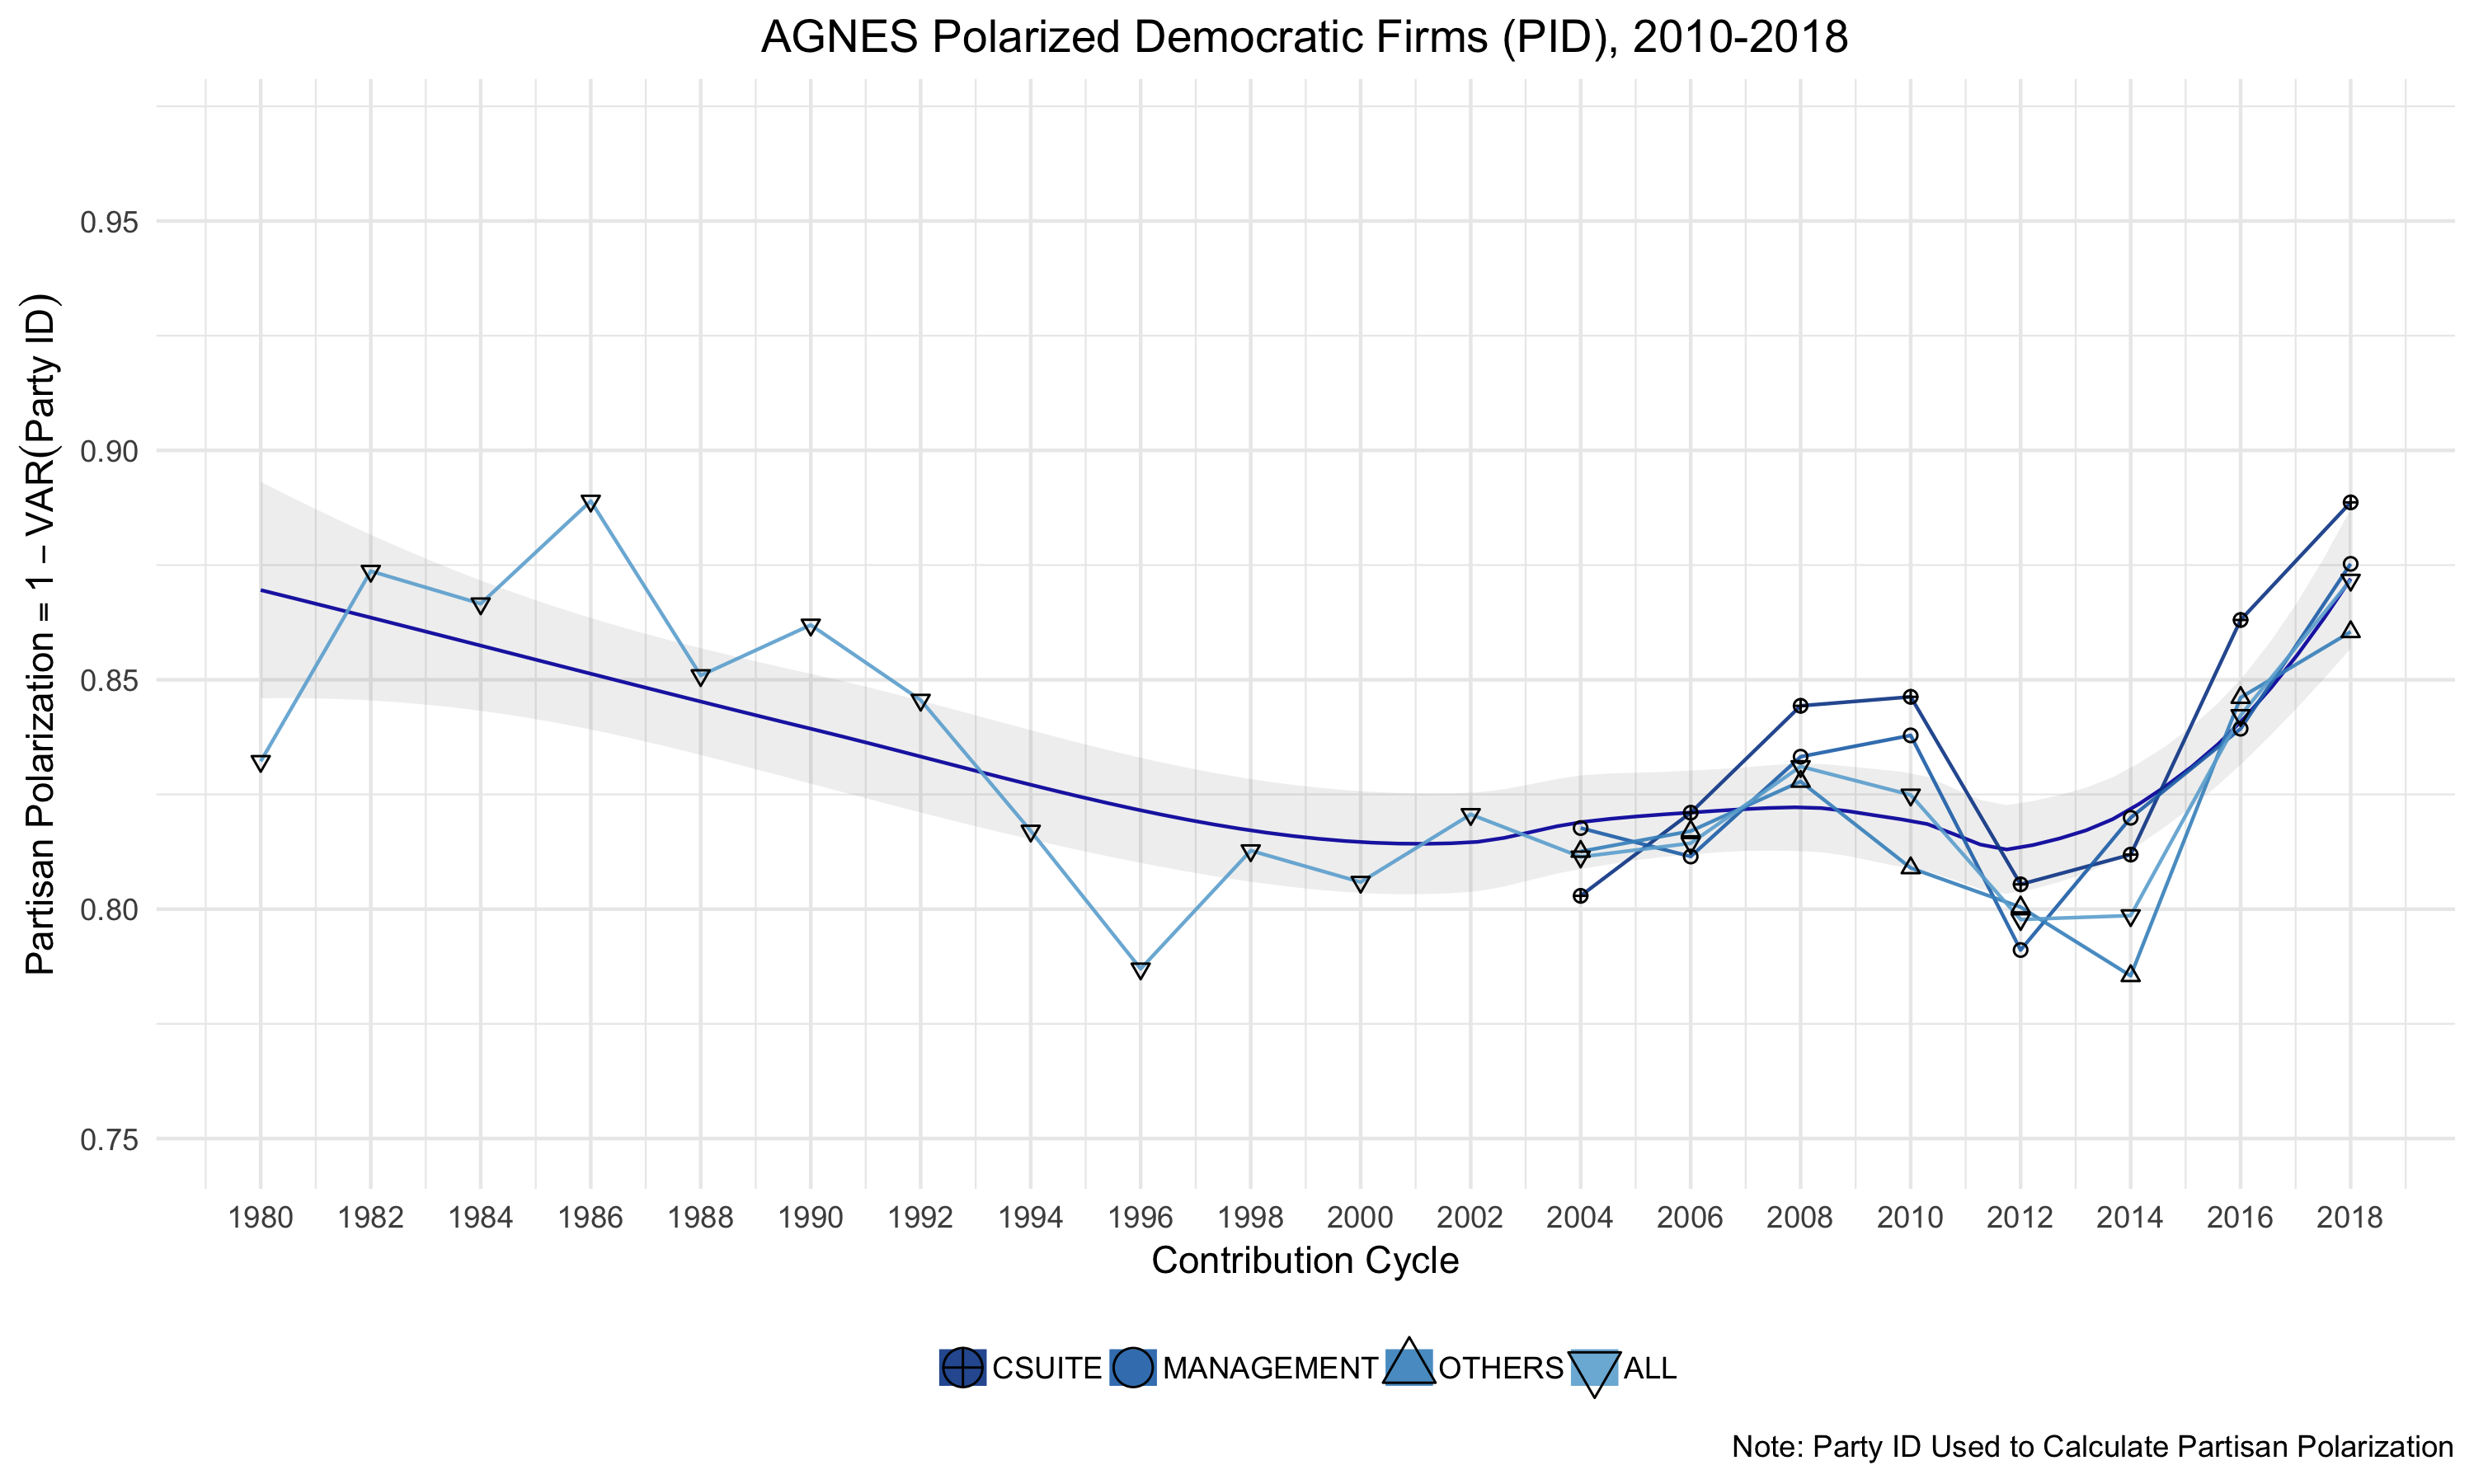 AGNES Polarized Democratic Firms (PID), 2010-2018
Partisan Polarization = 1 – VAR(Party ID)
0.95
0.90
0.85
0.80
0.75
1980 1982 1984 1986 1988 1990 1992 1994 1996 1998 2000 2002 2004 2006 2008 2010 2012 2014 2016 2018
Contribution Cycle
CSUITE MANAGEMENT OTHERS ALL
Note: Party ID Used to Calculate Partisan Polarization